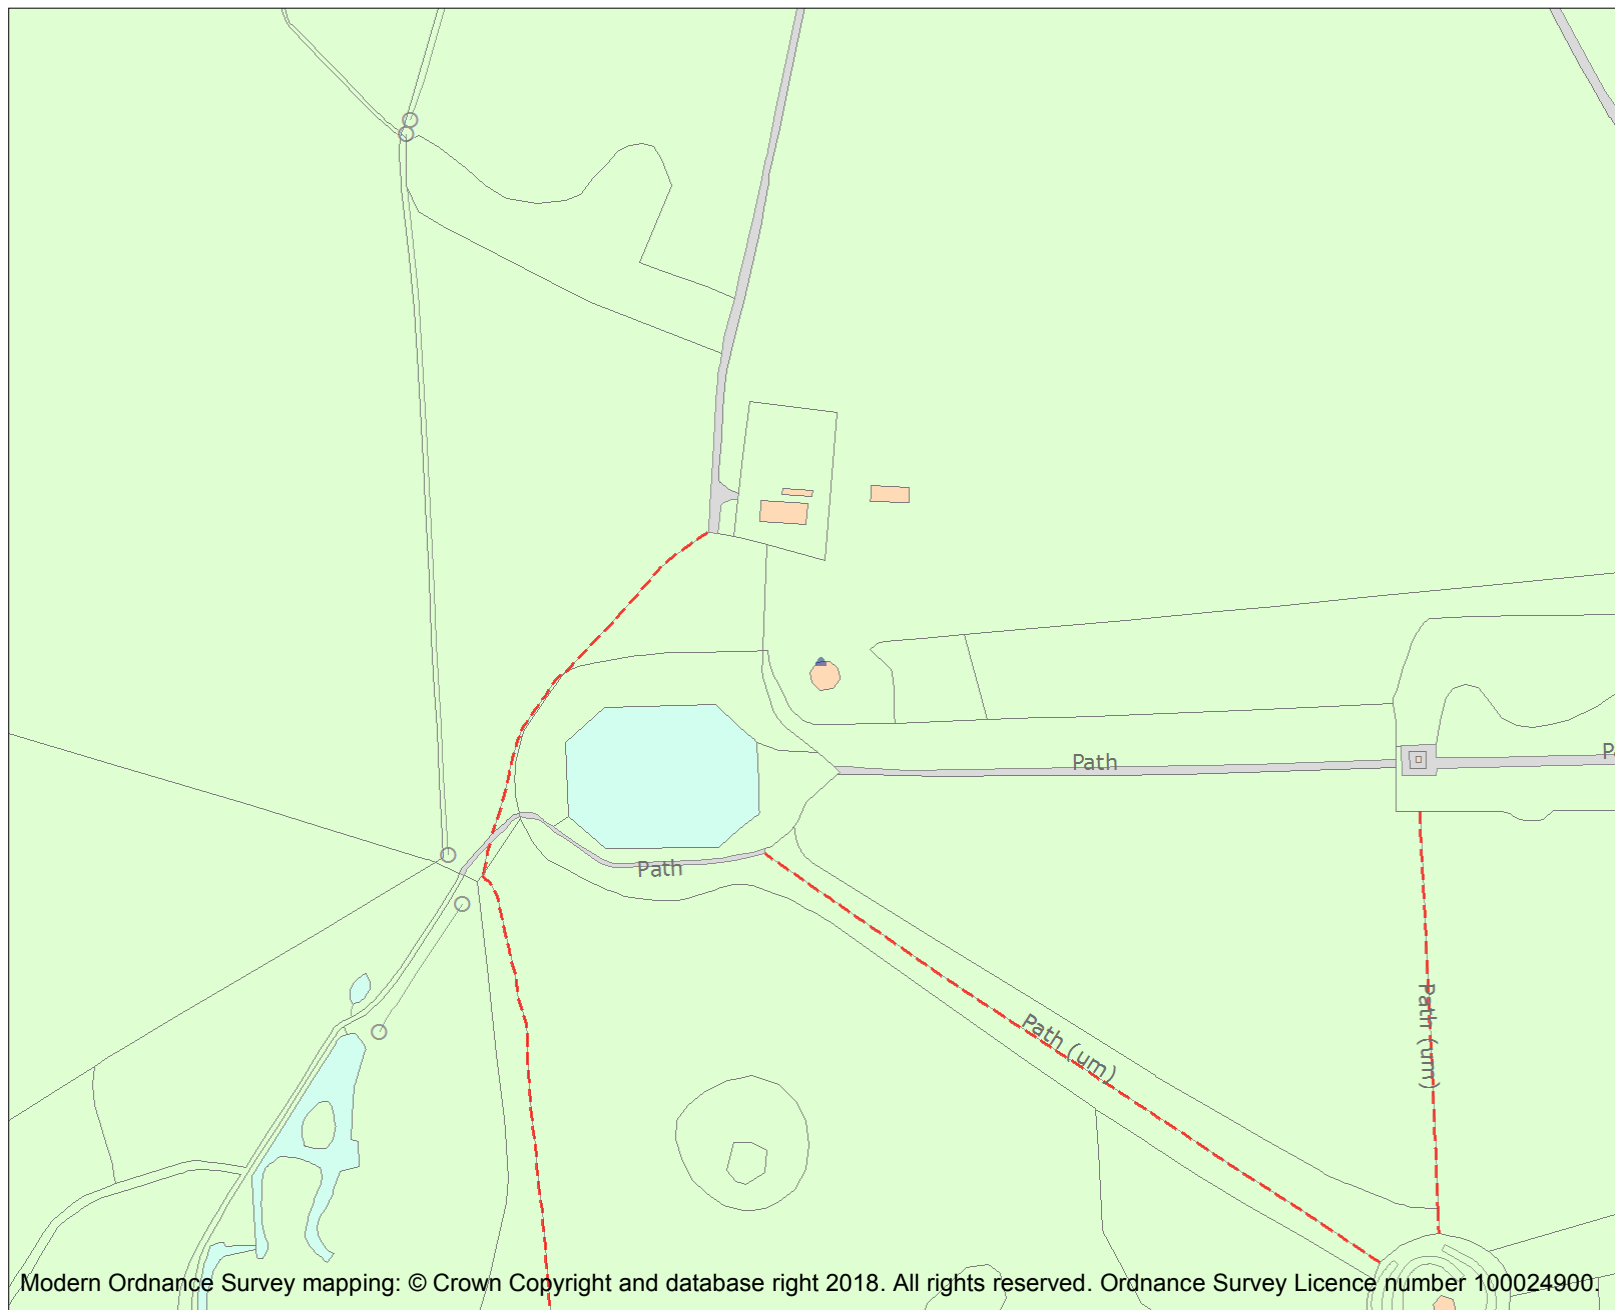 P
Path
Path
Path (um)
Path (um)
Modern Ordnance Survey mapping: © Crown Copyright and database right 2018. All rights reserved. Ordnance Survey Licence number 100024900.